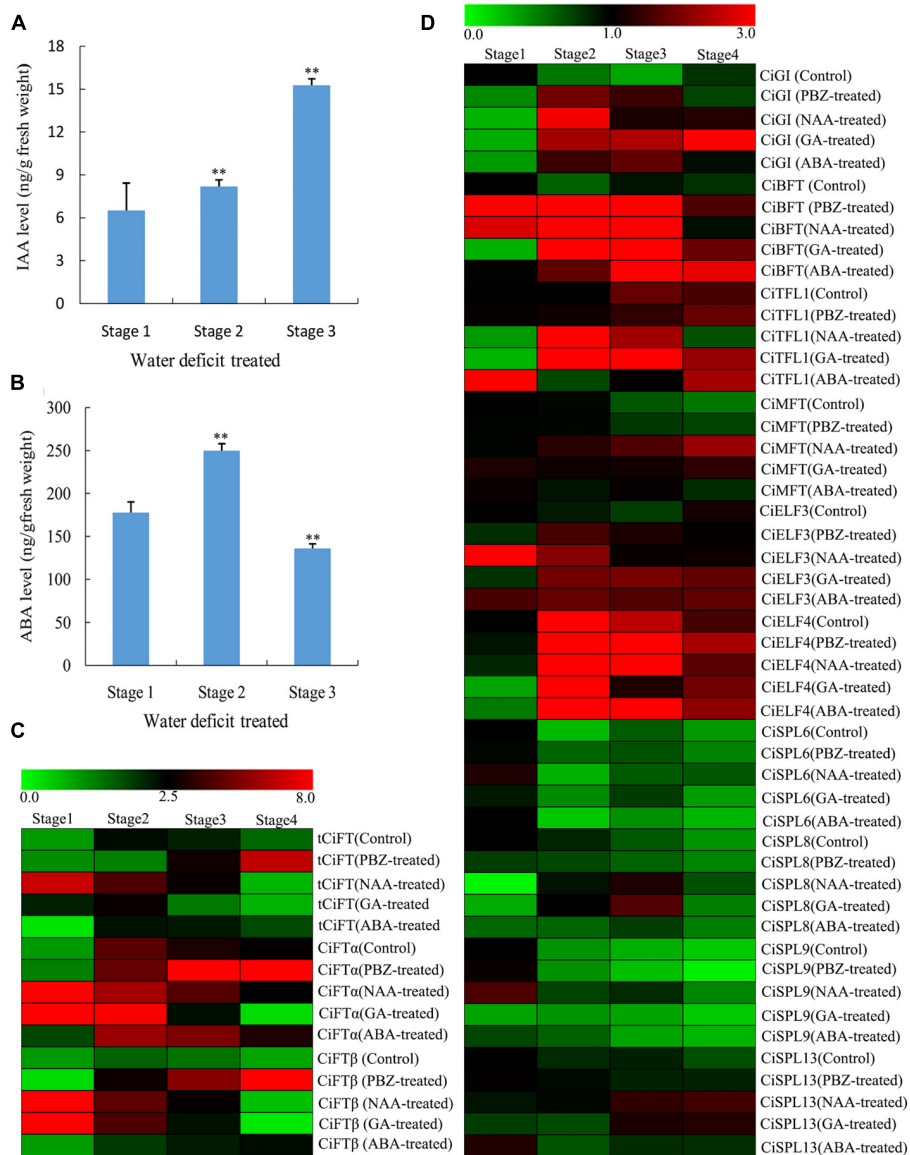 A
18
15
12
9
6
3
0
IAA level (ng/g fresh weight)
**
**
Stage 1 Stage 2 Stage 3
Water deficit treated
B
300
250
200
150
100
50
0
ABA level (ng/gfresh weight)
**
**
Stage 1 Stage 2 Stage 3
Water deficit treated
C
0.0 2.5 8.0
Stage1 Stage2 Stage3 Stage4
tCiFT(Control)
tCiFT(PBZ-treated)
tCiFT(NAA-treated)
tCiFT(GA-treated
tCiFT(ABA-treated
CiFTα(Control)
CiFTα(PBZ-treated)
CiFTα(NAA-treated)
CiFTα(GA-treated)
CiFTα(ABA-treated)
CiFTβ (Control)
CiFTβ (PBZ-treated)
CiFTβ (NAA-treated)
CiFTβ (GA-treated)
CiFTβ (ABA-treated)
D
0.0 1.0 3.0
Stage1 Stage2 Stage3 Stage4
CiGI (Control)
CiGI (PBZ-treated)
CiGI (NAA-treated)
CiGI (GA-treated)
CiGI (ABA-treated)
CiBFT (Control)
CiBFT (PBZ-treated)
CiBFT(NAA-treated)
CiBFT(GA-treated)
CiBFT(ABA-treated)
CiTFL1(Control)
CiTFL1(PBZ-treated)
CiTFL1(NAA-treated)
CiTFL1(GA-treated)
CiTFL1(ABA-treated)
CiMFT(Control)
CiMFT(PBZ-treated)
CiMFT(NAA-treated)
CiMFT(GA-treated)
CiMFT(ABA-treated)
CiELF3(Control)
CiELF3(PBZ-treated)
CiELF3(NAA-treated)
CiELF3(GA-treated)
CiELF3(ABA-treated)
CiELF4(Control)
CiELF4(PBZ-treated)
CiELF4(NAA-treated)
CiELF4(GA-treated)
CiELF4(ABA-treated)
CiSPL6(Control)
CiSPL6(PBZ-treated)
CiSPL6(NAA-treated)
CiSPL6(GA-treated)
CiSPL6(ABA-treated)
CiSPL8(Control)
CiSPL8(PBZ-treated)
CiSPL8(NAA-treated)
CiSPL8(GA-treated)
CiSPL8(ABA-treated)
CiSPL9(Control)
CiSPL9(PBZ-treated)
CiSPL9(NAA-treated)
CiSPL9(GA-treated)
CiSPL9(ABA-treated)
CiSPL13(Control)
CiSPL13(PBZ-treated)
CiSPL13(NAA-treated)
CiSPL13(GA-treated)
CiSPL13(ABA-treated)